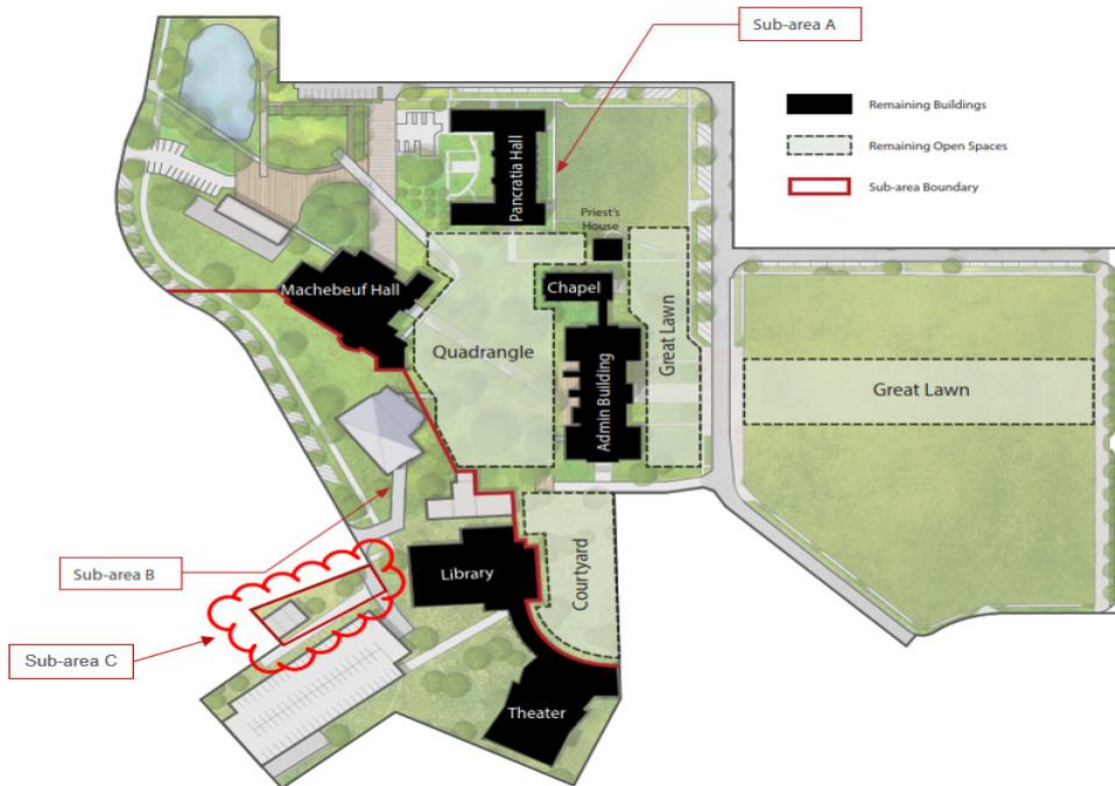 Sub-area A
Remaining Buildings
Remaining Open Spaces
Sub-area Boundary
Pancratia Hall
Priest's
House
Machebeuf Hall
Chapel
Quadrangle
Great Lawn
Admin Building
Great Lawn
Sub-area B
Library
Courtyard
Sub-area C
Theater